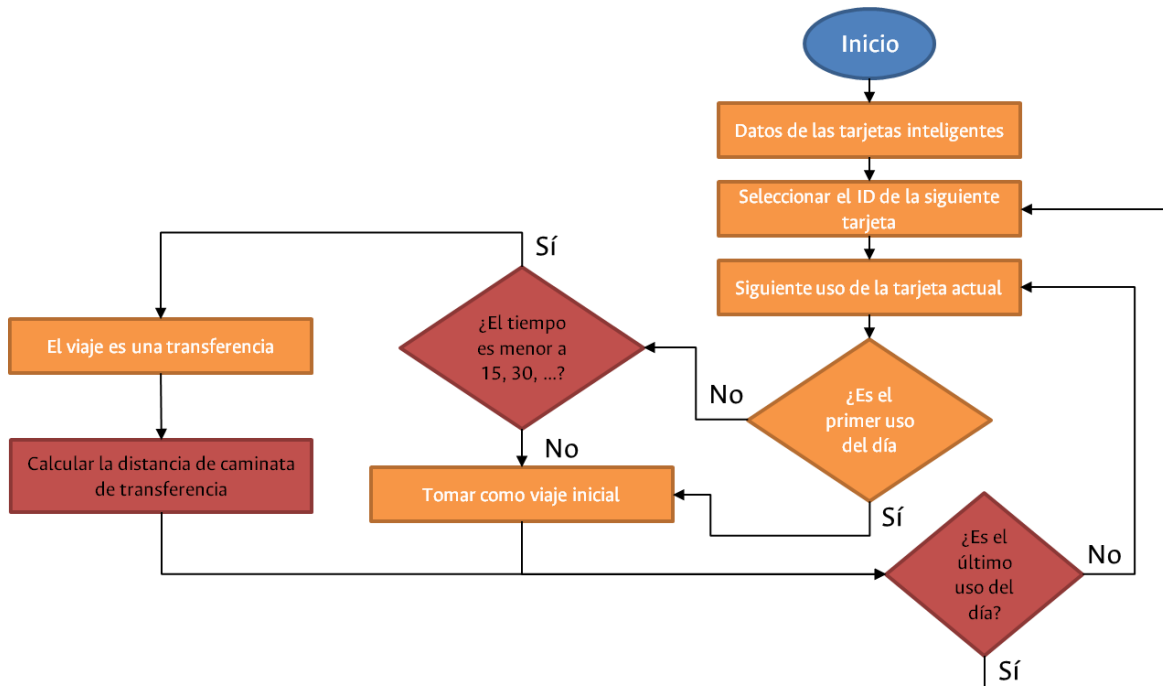 Inicio
Datos de las tarjetas inteligentes
Seleccionar el ID de la siguiente
tarjeta
Siguiente uso de la tarjeta actual
¿Es el
primer uso
del día
No
Sí
¿El tiempo
es menor a
15, 30, ...?
Sí
No
El viaje es una transferencia
Calcular la distancia de caminata
de transferencia
Tomar como viaje inicial
¿Es el
último
uso del
día?
No
Sí